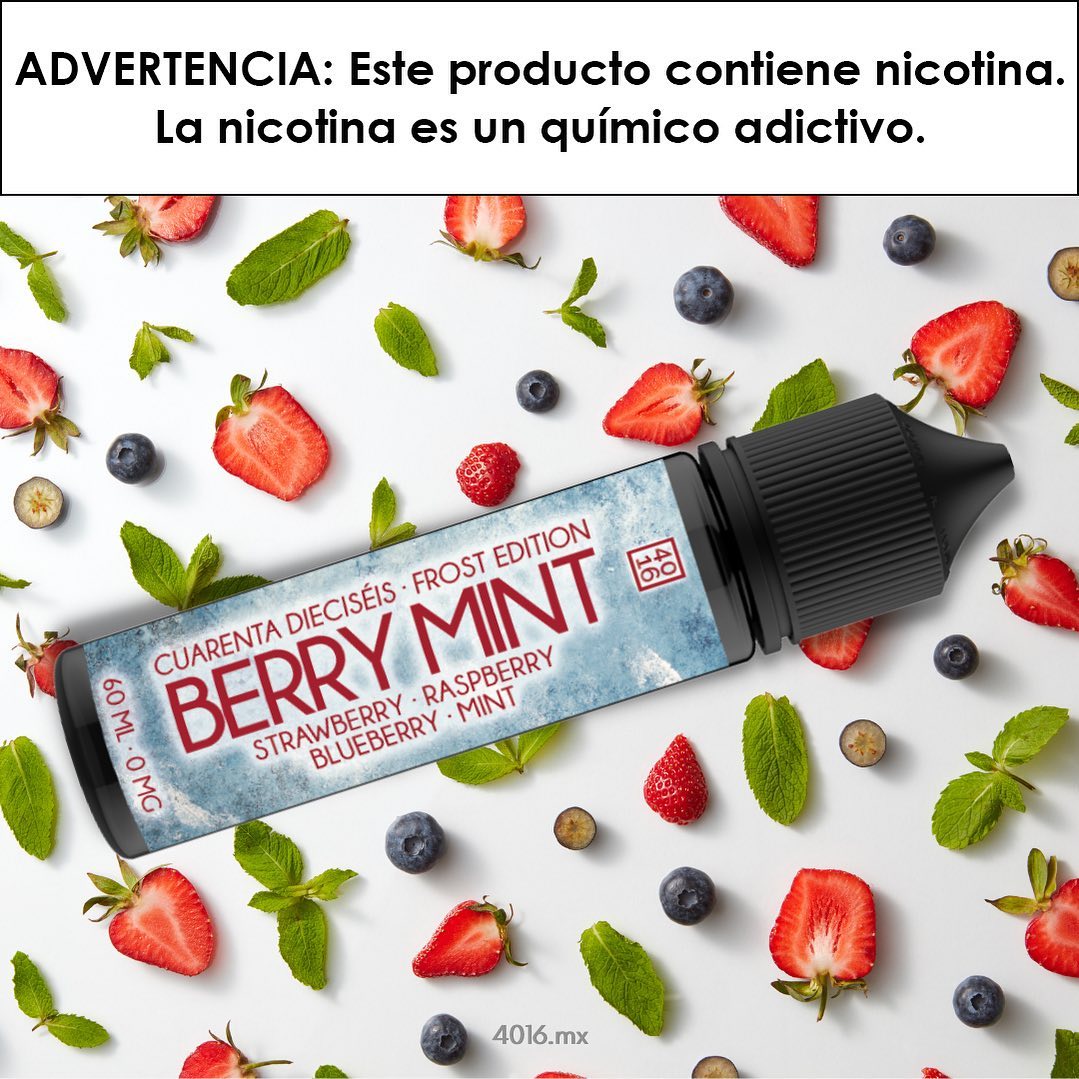 ADVERTENCIA: Este producto contiene nicotina.
La nicotina es un químico adictivo.
CUARENTA DIECISÉIS · FROST EDITION
BERRY MINT
STRAWBERRY · RASPBERRY
BLUEBERRY · MINT
60 ML · 0 MG
40
16
4016.mx